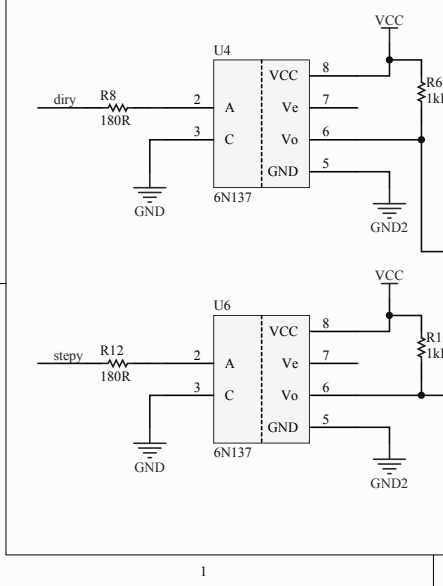 VCC
U4
8
VCC
R6
1k
diry
R8
2
A
Ve
7
180R
3
C
Vo
6
GND
5
GND
6N137
GND2
VCC
U6
8
VCC
R1
1k
stepy
R12
2
A
Ve
7
180R
3
C
Vo
6
GND
5
6N137
GND
GND2
1